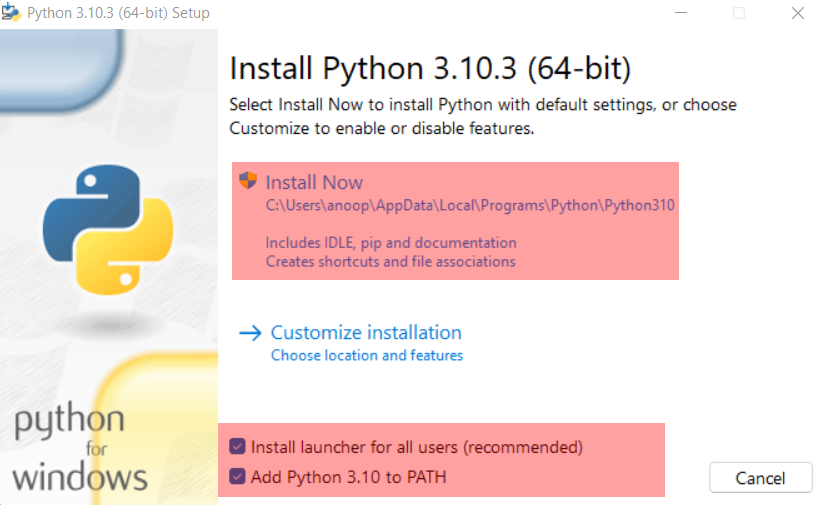 Python 3.10.3 (64-bit) Setup
Install Python 3.10.3 (64-bit)
Select Install Now to install Python with default settings, or choose
Customize to enable or disable features.
Install Now
C:\Users\anoop\AppData\Local\Programs\Python\Python310
Includes IDLE, pip and documentation
Creates shortcuts and file associations
Customize installation
Choose location and features
python
for
windows
Install launcher for all users (recommended)
Add Python 3.10 to PATH
Cancel